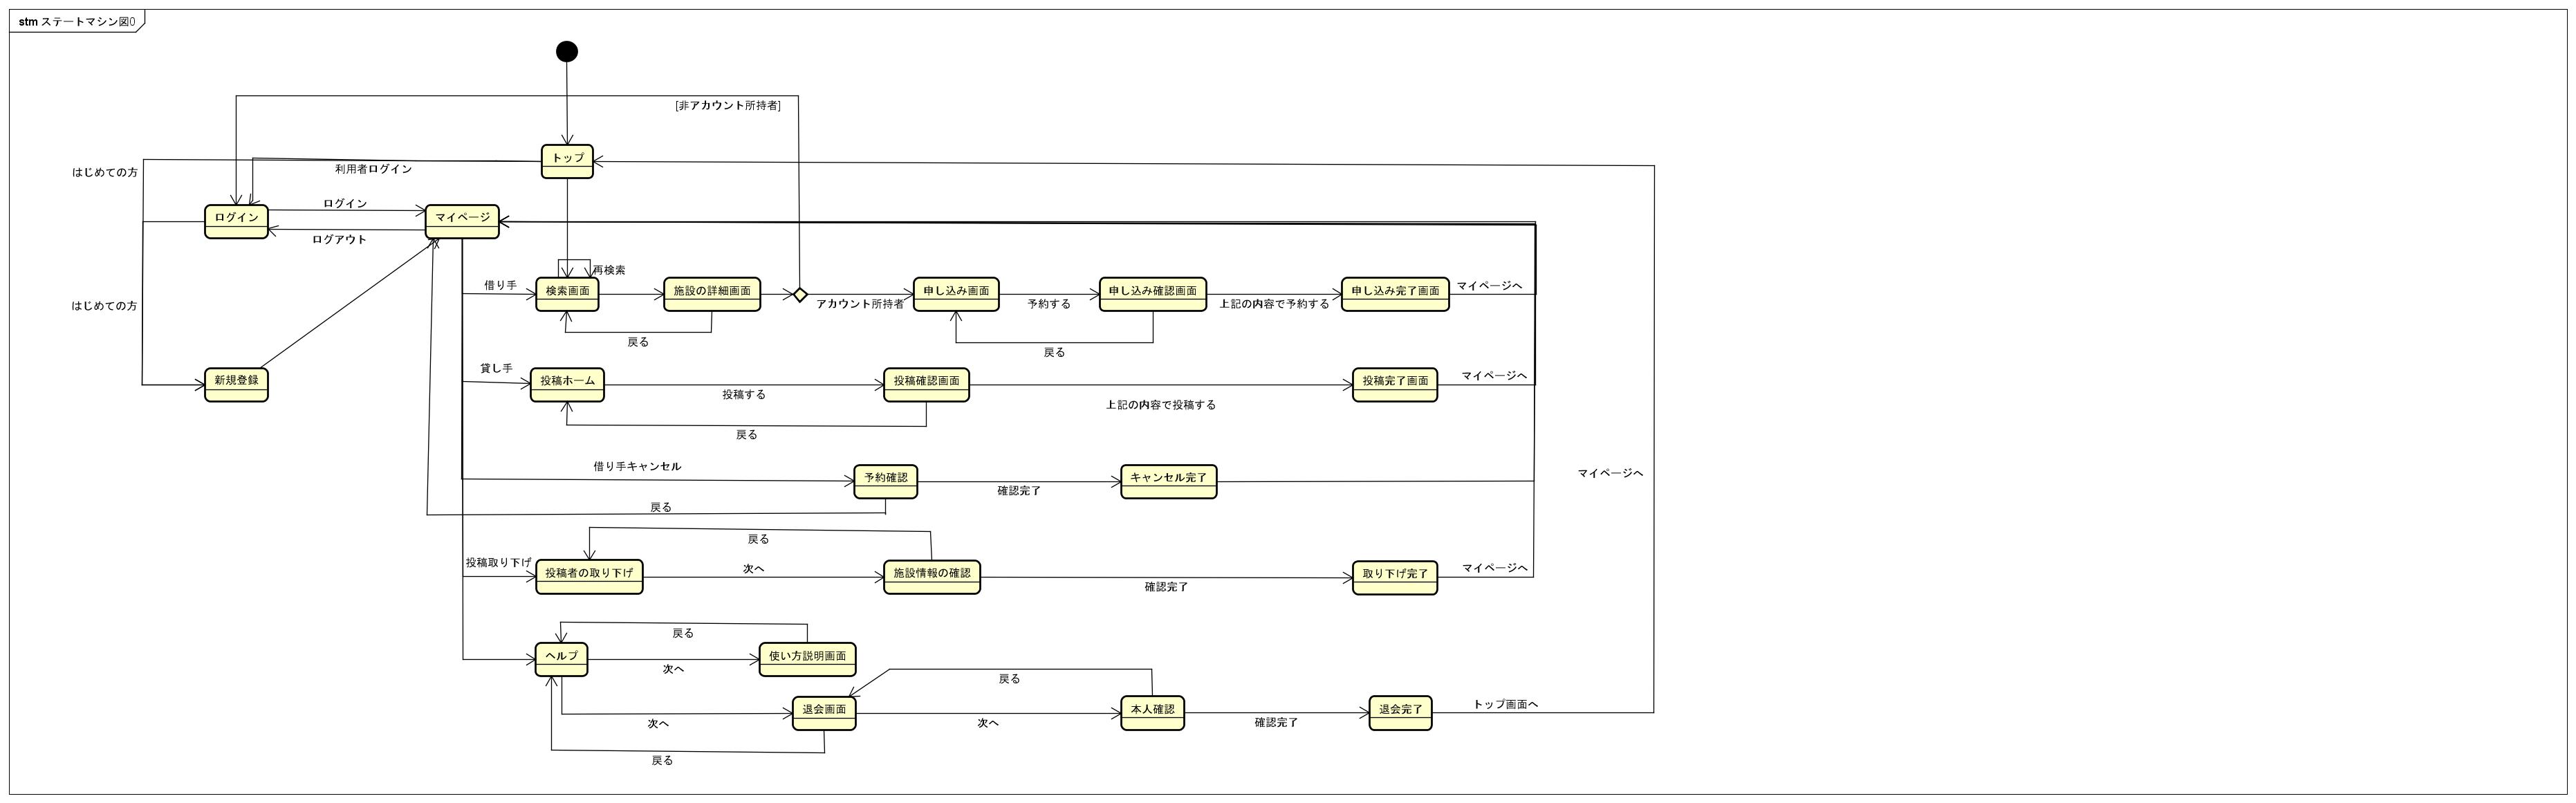 stm ステートマシン図0
[非アカウント所持者]
トップ
はじめての方
利用者ログイン
ログイン
ログイン
マイページ
ログアウト
再検索
借り手
検索画面
施設の詳細画面
アカウント所持者
申し込み画面
予約する
申し込み確認画面
上記の内容で予約する
申し込み完了画面
マイページへ
はじめての方
戻る
戻る
新規登録
貸し手
投稿ホーム
投稿する
投稿確認画面
上記の内容で投稿する
投稿完了画面
マイページへ
戻る
借り手キャンセル
予約確認
確認完了
キャンセル完了
マイページへ
戻る
戻る
投稿取り下げ
投稿者の取り下げ
次へ
施設情報の確認
確認完了
取り下げ完了
マイページへ
戻る
ヘルプ
次へ
使い方説明画面
戻る
次へ
退会画面
次へ
本人確認
確認完了
退会完了
トップ画面へ
戻る